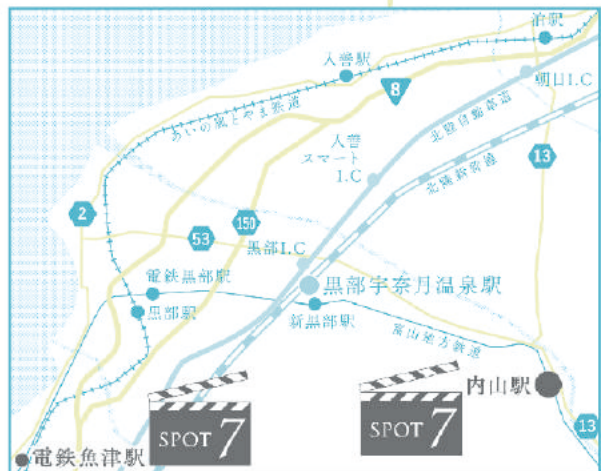 泊駅
入善駅
朝日I.C
8
あいの風とやま鉄道
北陸自動車道
入善
スマート
I.C
北陸新幹線
13
2
150
53
黒部I.C
電鉄黒部駅
黒部宇奈月温泉駅
黒部駅
新黒部駅
富山地方鉄道
内山駅
SPOT 7
SPOT 7
13
電鉄魚津駅